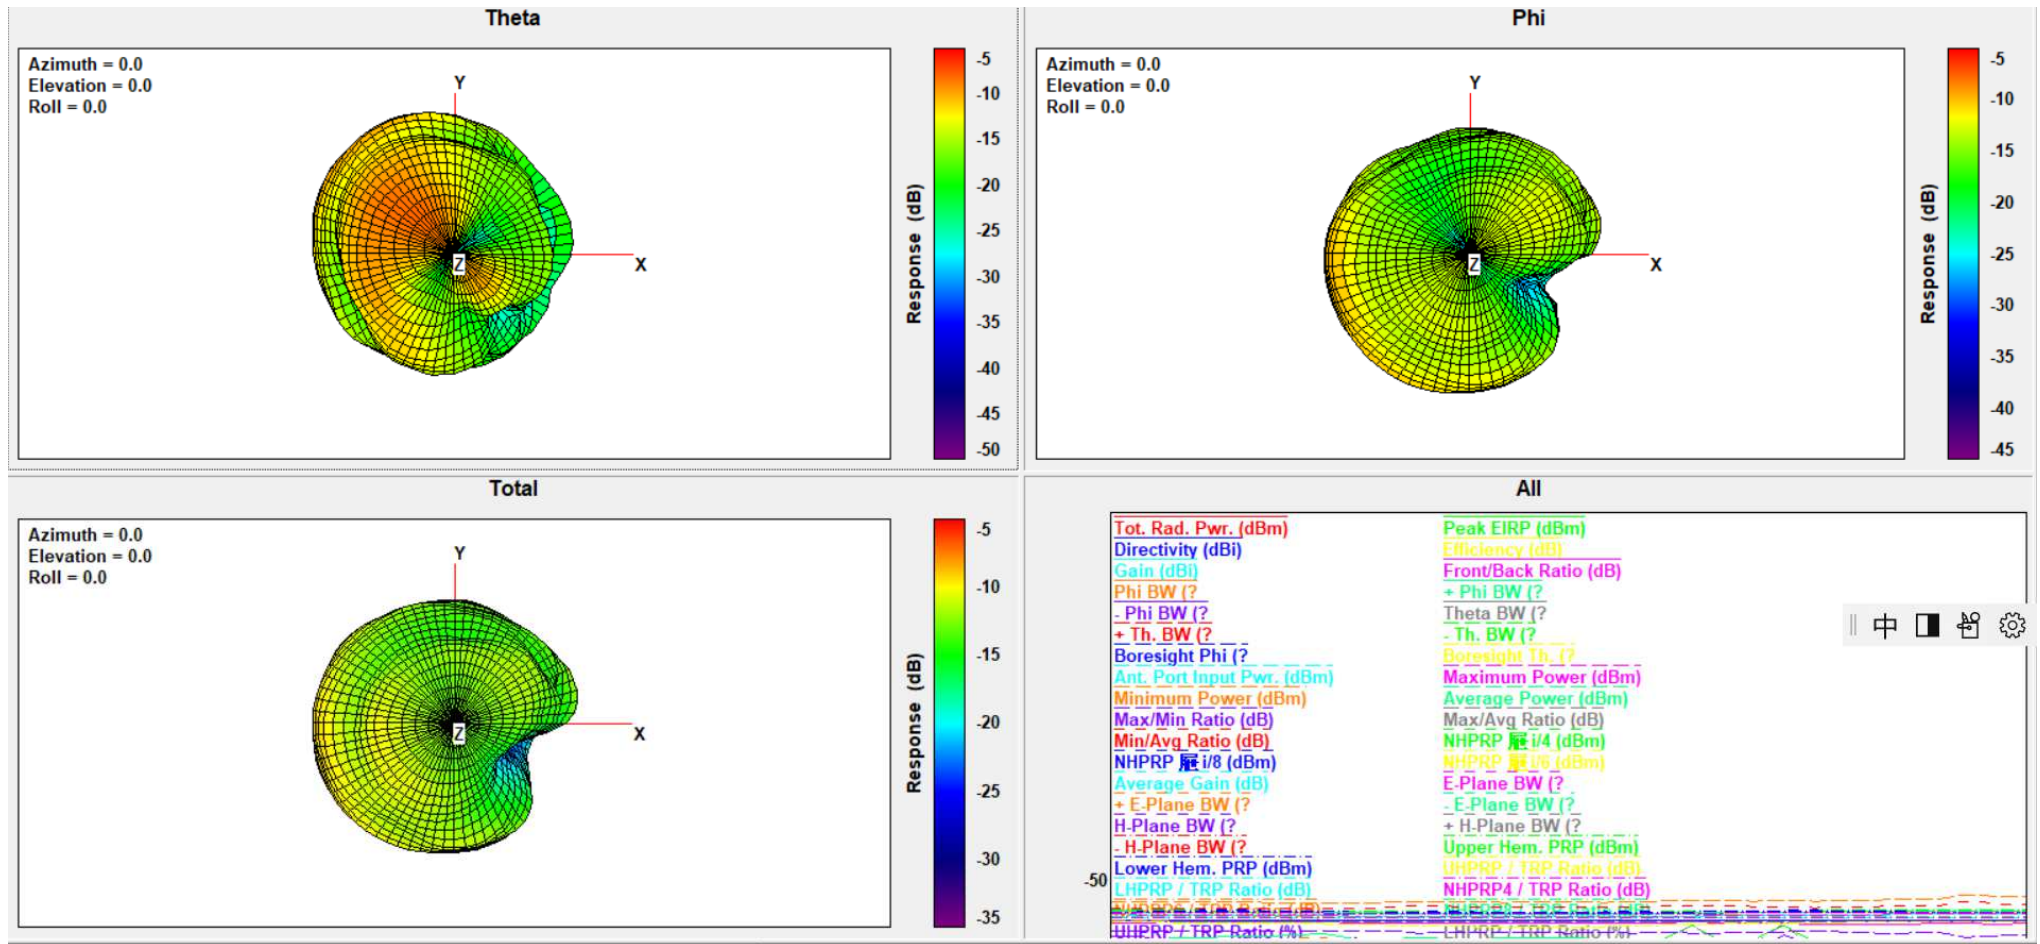 Theta
Azimuth = 0.0
Elevation = 0.0
Roll = 0.0
Y
X
Z
Response (dB)
-5
-10
-15
-20
-25
-30
-35
-40
-45
-50
Phi
Azimuth = 0.0
Elevation = 0.0
Roll = 0.0
Y
X
Z
Response (dB)
-5
-10
-15
-20
-25
-30
-35
-40
-45
Total
Azimuth = 0.0
Elevation = 0.0
Roll = 0.0
Y
X
Z
Response (dB)
-5
-10
-15
-20
-25
-30
-35
All
Tot. Rad. Pwr. (dBm) Peak EIRP (dBm)
Directivity (dBi) Efficiency (dB)
Gain (dBi) Front/Back Ratio (dB)
Phi BW (? + Phi BW (?
- Phi BW (? Theta BW (?
+ Th. BW (? - Th. BW (?
Boresight Phi (? Boresight Th. (?
Ant. Port Input Pwr. (dBm) Maximum Power (dBm)
Minimum Power (dBm) Average Power (dBm)
Max/Min Ratio (dB) Max/Avg Ratio (dB)
Min/Avg Ratio (dB) NHPRP i/4 (dBm)
NHPRP i/8 (dBm) NHPRP i/6 (dBm)
Average Gain (dB) E-Plane BW (?
+ E-Plane BW (? - E-Plane BW (?
H-Plane BW (? + H-Plane BW (?
- H-Plane BW (? Upper Hem. PRP (dBm)
Lower Hem. PRP (dBm) UHPRP / TRP Ratio (dB)
LHPRP / TRP Ratio (dB) NHPRP4 / TRP Ratio (dB)
UHPRP / TRP Ratio (%) LHPRP / TRP Ratio (%)
-50
中